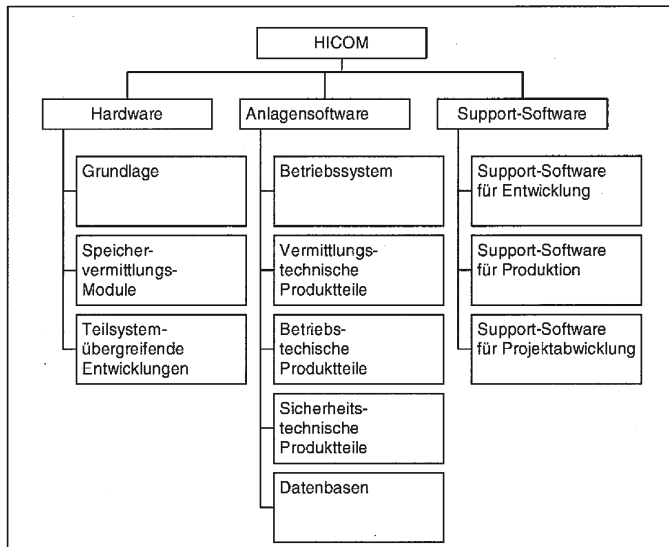 HICOM
Hardware
Anlagensoftware
Support-Software
Grundlage
Speicher-
vermittlungs-
Module
Teilsystem-
übergreifende
Entwicklungen
Betriebssystem
Vermittlungs-
technische
Produktteile
Betriebs-
techische
Produktteile
Sicherheits-
technische
Produktteile
Datenbasen
Support-Software
für Entwicklung
Support-Software
für Produktion
Support-Software
für Projektabwicklung